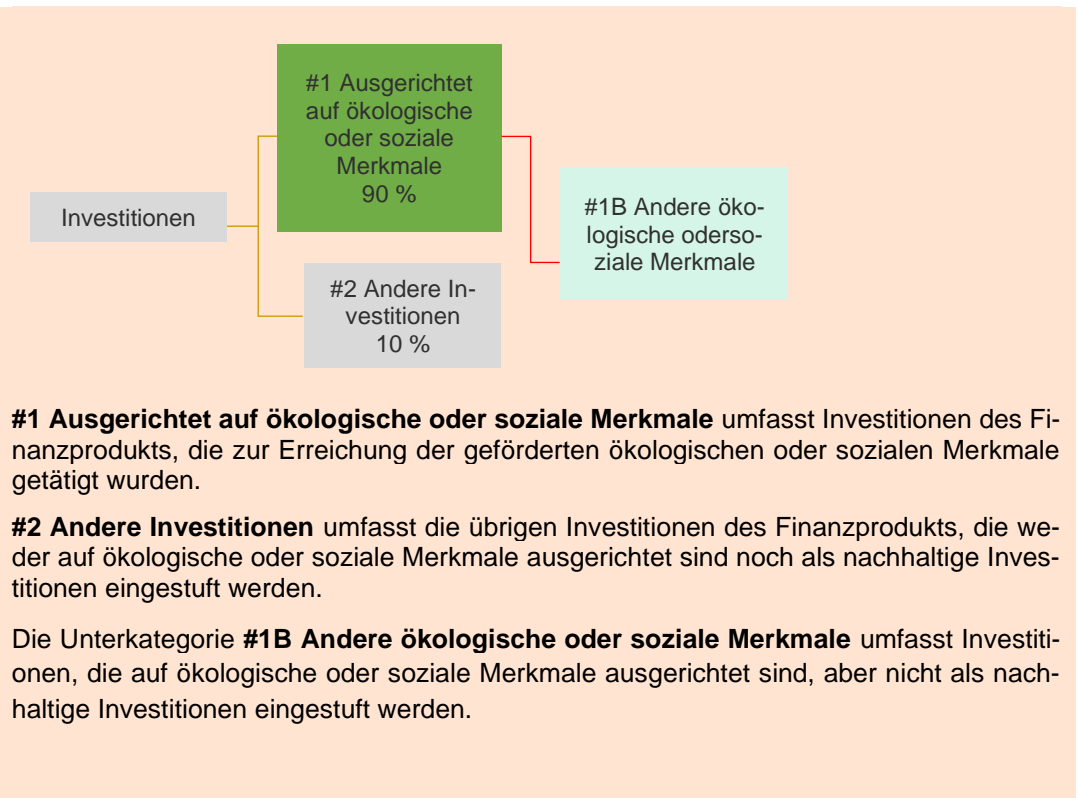 #1 Ausgerichtet
auf ökologische
oder soziale
Merkmale
90 %
Investitionen
#1B Andere öko-
logische oderso-
ziale Merkmale
#2 Andere In-
vestitionen
10 %
#1 Ausgerichtet auf ökologische oder soziale Merkmale umfasst Investitionen des Fi-
nanzprodukts, die zur Erreichung der geförderten ökologischen oder sozialen Merkmale
getätigt wurden.
#2 Andere Investitionen umfasst die übrigen Investitionen des Finanzprodukts, die we-
der auf ökologische oder soziale Merkmale ausgerichtet sind noch als nachhaltige Inves-
titionen eingestuft werden.
Die Unterkategorie #1B Andere ökologische oder soziale Merkmale umfasst Investiti-
onen, die auf ökologische oder soziale Merkmale ausgerichtet sind, aber nicht als nach-
haltige Investitionen eingestuft werden.